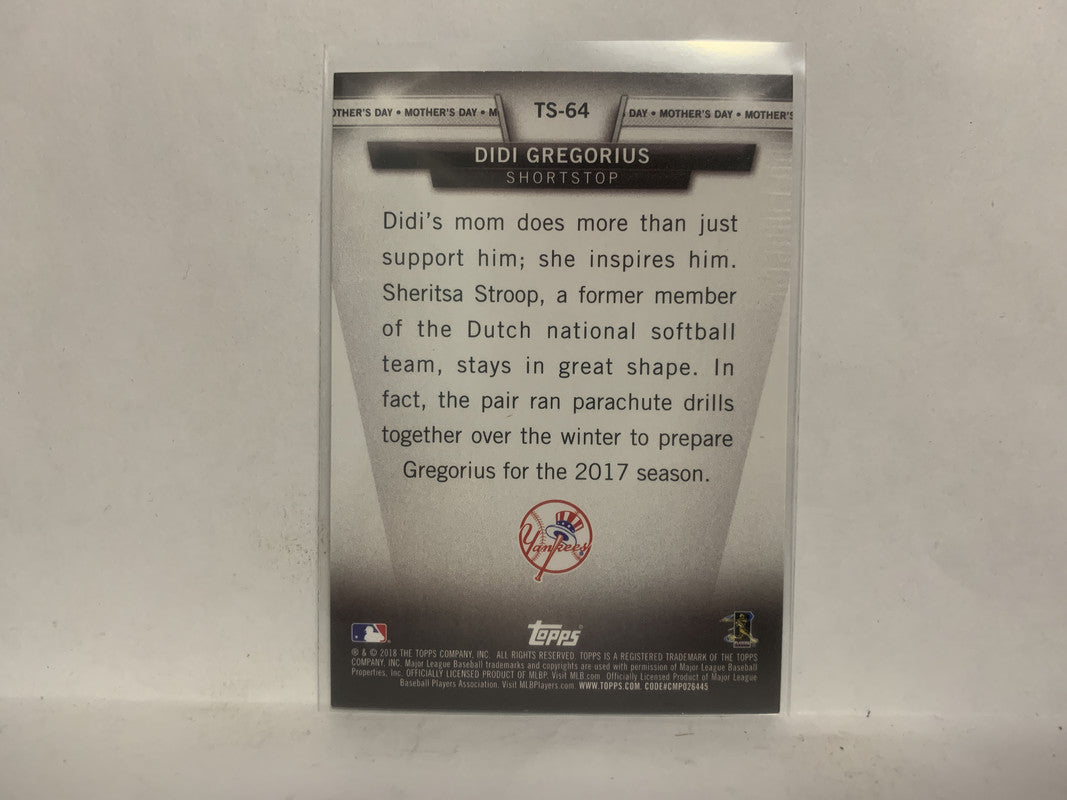 OTHER'S DAY • MOTHER'S DAY • M
TS-64
DAY • MOTHER'S DAY • MOTHER'S
DIDI GREGORIUS
SHORTSTOP
Didi's mom does more than just
support him; she inspires him.
Sheritsa Stroop, a former member
of the Dutch national softball
team, stays in great shape. In
fact, the pair ran parachute drills
together over the winter to prepare
Gregorius for the 2017 season.
Yankees
topps
® & © 2018 THE TOPPS COMPANY, INC. ALL RIGHTS RESERVED. TOPPS IS A REGISTERED TRADEMARK OF THE TOPPS
COMPANY, INC. Major League Baseball trademarks and copyrights are used with permission of Major League Baseball
Properties, Inc. OFFICIALLY LICENSED PRODUCT OF MLBP. Visit MLB.com Officially Licensed Product of Major League
Baseball Players Association. Visit MLBPlayers.com WWW.TOPPS.COM. CODE#CMP026445